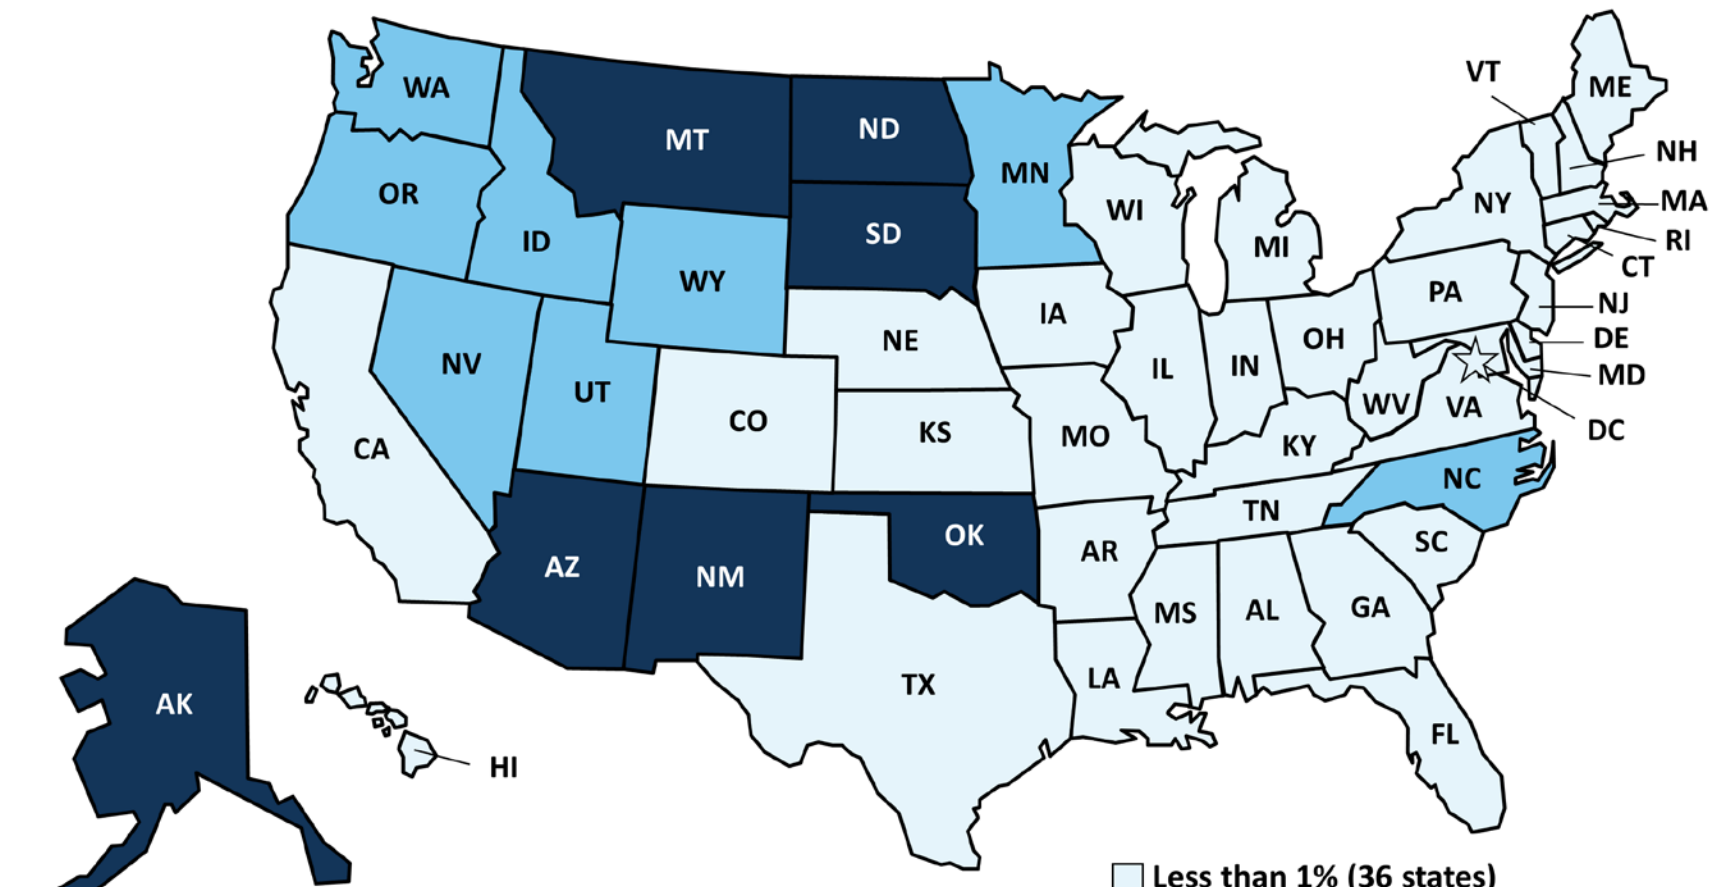 WA
MT
ND
MN
OR
ID
WY
SD
WI
MI
NY
VT
ME
NH
MA
RI
CT
NJ
DE
MD
DC
PA
NV
UT
CO
NE
IA
IL
IN
OH
WV
VA
CA
KS
MO
KY
NC
TN
SC
AZ
NM
OK
AR
MS
AL
GA
TX
LA
FL
AK
HI
Less than 1% (36 states)